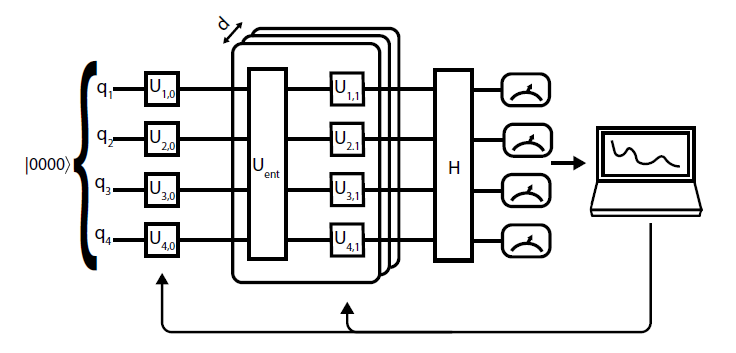 d
q1 U1,0 U1,1
q2 U2,0 U2.1
|0000⟩ Uent H
q3 U3,0 U3,1
q4 U4,0 U4,1